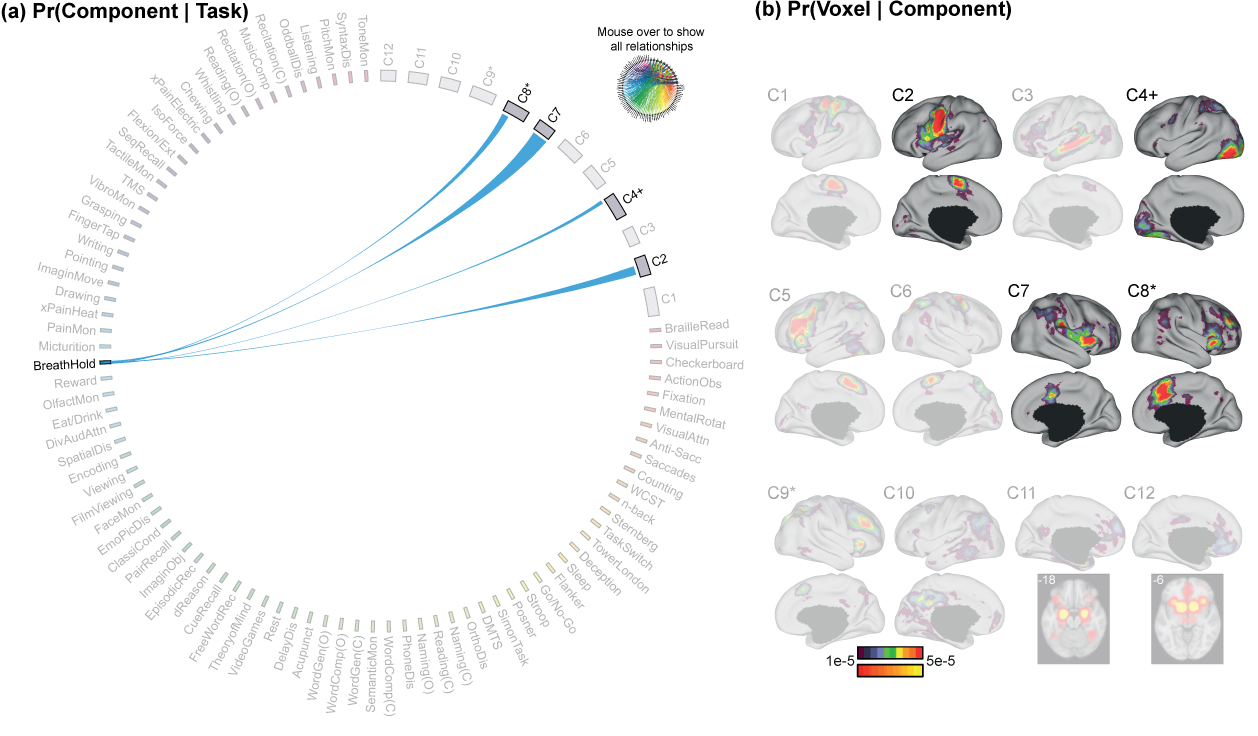 (a) Pr(Component | Task)
Mouse over to show
all relationships
ToneMon
SyntaxDis
PitchMon
Listening
OddballDis
Recitation(C)
MusicComp
Recitation(O)
Reading(O)
Whistling
Chewing
xPainElectric
IsoForce
Flexion/Ext
SeqRecall
TactileMon
TMS
VibroMon
Grasping
FingerTap
Writing
Pointing
ImaginMove
Drawing
xPainHeat
PainMon
Micturition
BreathHold
Reward
OlfactMon
Eat/Drink
DivAudAttn
SpatialDis
Encoding
Viewing
FilmViewing
FaceMon
EmoPicDis
ClassiCond
PairRecall
ImaginObj
EpisodicRec
dReason
CueRecall
FreeWordRec
TheoryofMind
VideoGames
Rest
DelayDis
Acupunct
WordGen(O)
WordComp(O)
WordGen(C)
SemanticMon
WordComp(C)
PhoneDis
Naming(O)
Reading(C)
Naming(C)
OrthoDis
DMTS
SimonTask
Posner
Stroop
Go/No-Go
Flanker
Sleep
Deception
TowerLondon
TaskSwitch
Sternberg
n-back
WCST
Counting
Saccades
Anti-Sacc
VisualAttn
MentalRotat
Fixation
ActionObs
Checkerboard
VisualPursuit
BrailleRead
C1
C2
C3
C4+
C5
C6
C7
C8*
C9*
C10
C11
C12
(b) Pr(Voxel | Component)
C1
C2
C3
C4+
C5
C6
C7
C8*
C9*
C10
C11
C12
-18
-6
1e-5
5e-5